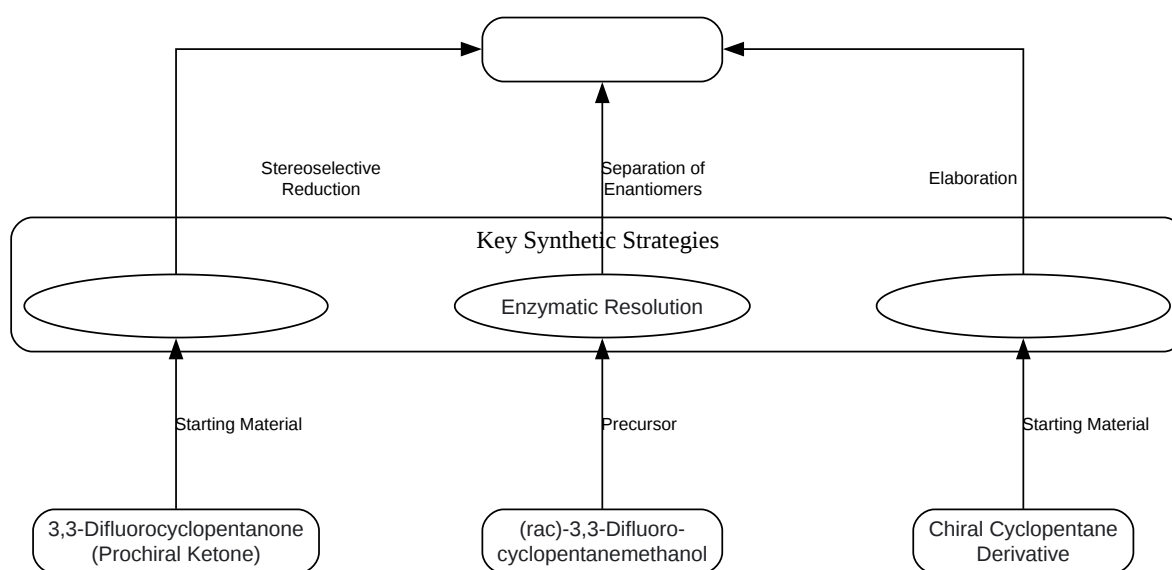 Stereoselective
Reduction
Separation of
Enantiomers
Elaboration
Key Synthetic Strategies
Enzymatic Resolution
Starting Material
Precursor
Starting Material
3,3-Difluorocyclopentanone
(Prochiral Ketone)
(rac)-3,3-Difluoro-
cyclopentanemethanol
Chiral Cyclopentane
Derivative